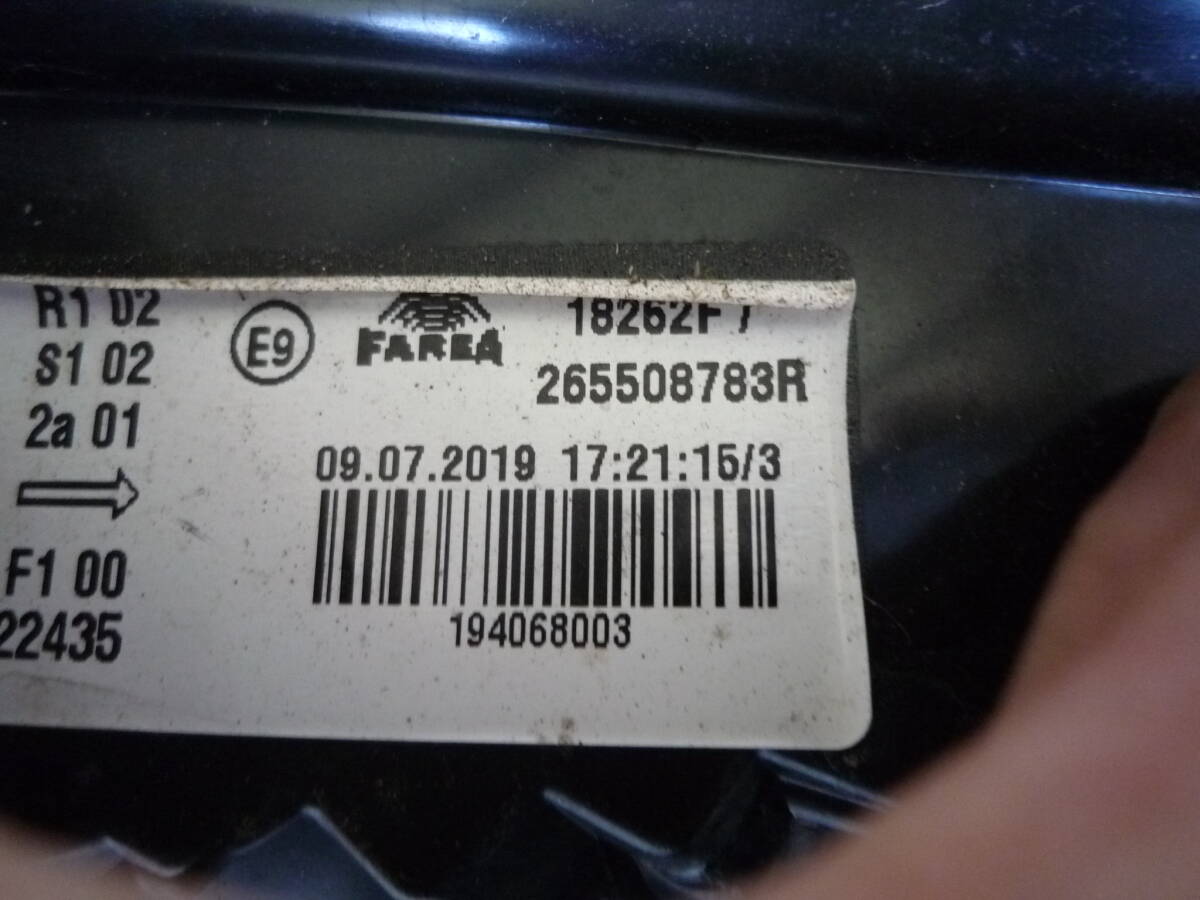 R1 02
S1 02
2a 01
F1 00
22435
E9
FARBA
18262F7
265508783R
09.07.2019 17:21:15/3
194068003